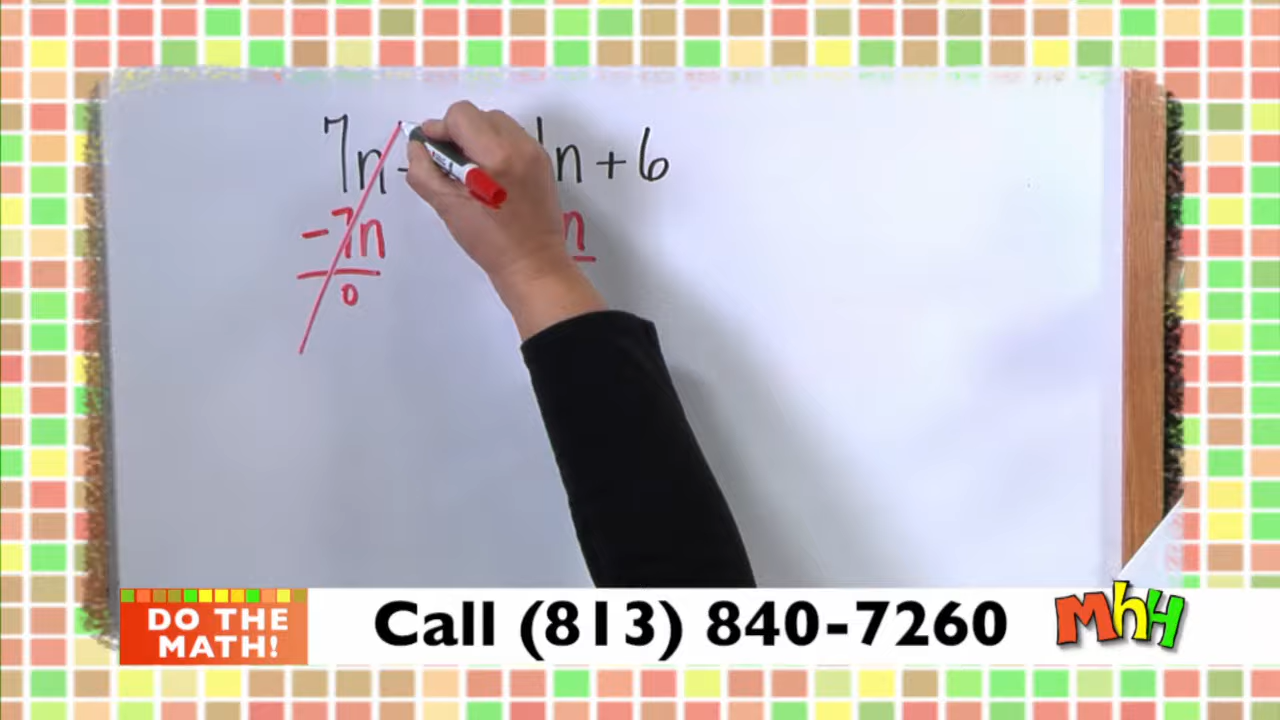 7n - n + 6
-7n n
0
DO THE
MATH!
Call (813) 840-7260
MhH